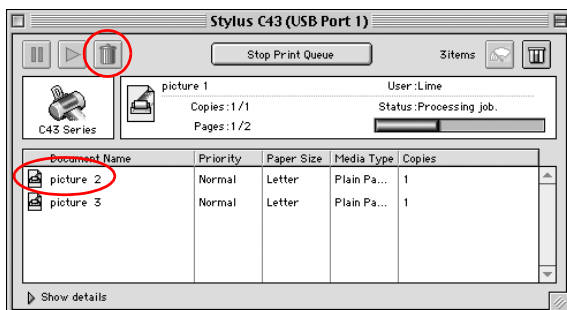 Stylus C43 (USB Port 1)
Stop Print Queue
3items
picture 1
User :Lime
Copies :1 /1
Status :Processing job.
C43 Series
Pages :1 /2
Document Name Priority Paper Size Media Type Copies
picture 2 Normal Letter Plain Pa... 1
picture 3 Normal Letter Plain Pa... 1
Show details